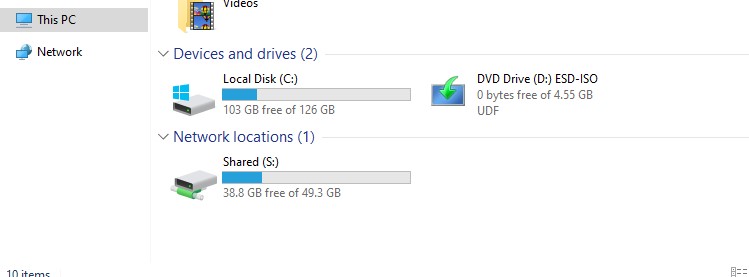 Videos
This PC
Network
Devices and drives (2)
Local Disk (C:)
103 GB free of 126 GB
DVD Drive (D:) ESD-ISO
0 bytes free of 4.55 GB
UDF
Network locations (1)
Shared (S:)
38.8 GB free of 49.3 GB
10 items